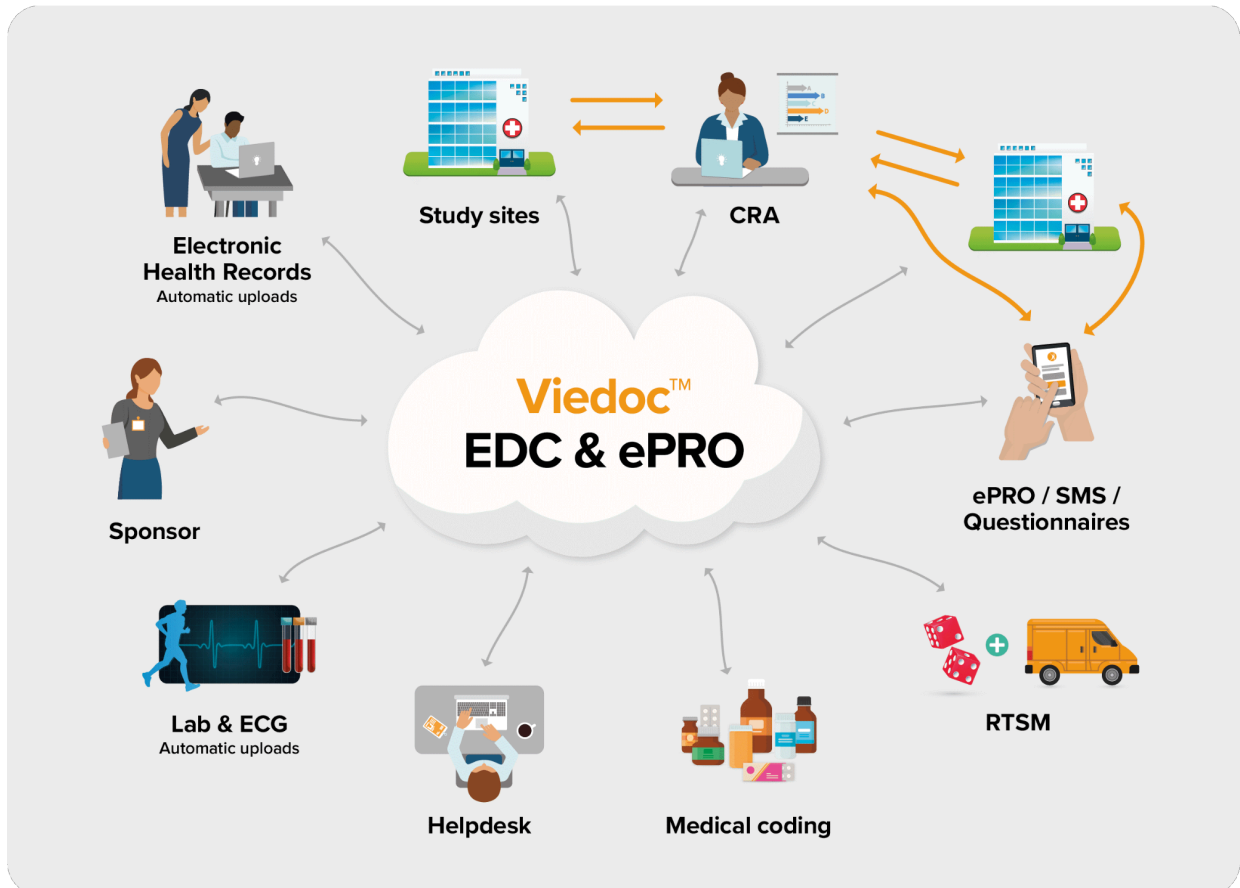 A
B
C
D
E
Study sites
CRA
Electronic
Health Records
Automatic uploads
Viedoc™
EDC & ePRO
Sponsor
ePRO / SMS /
Questionnaires
Lab & ECG
Automatic uploads
RTSM
Helpdesk
Medical coding